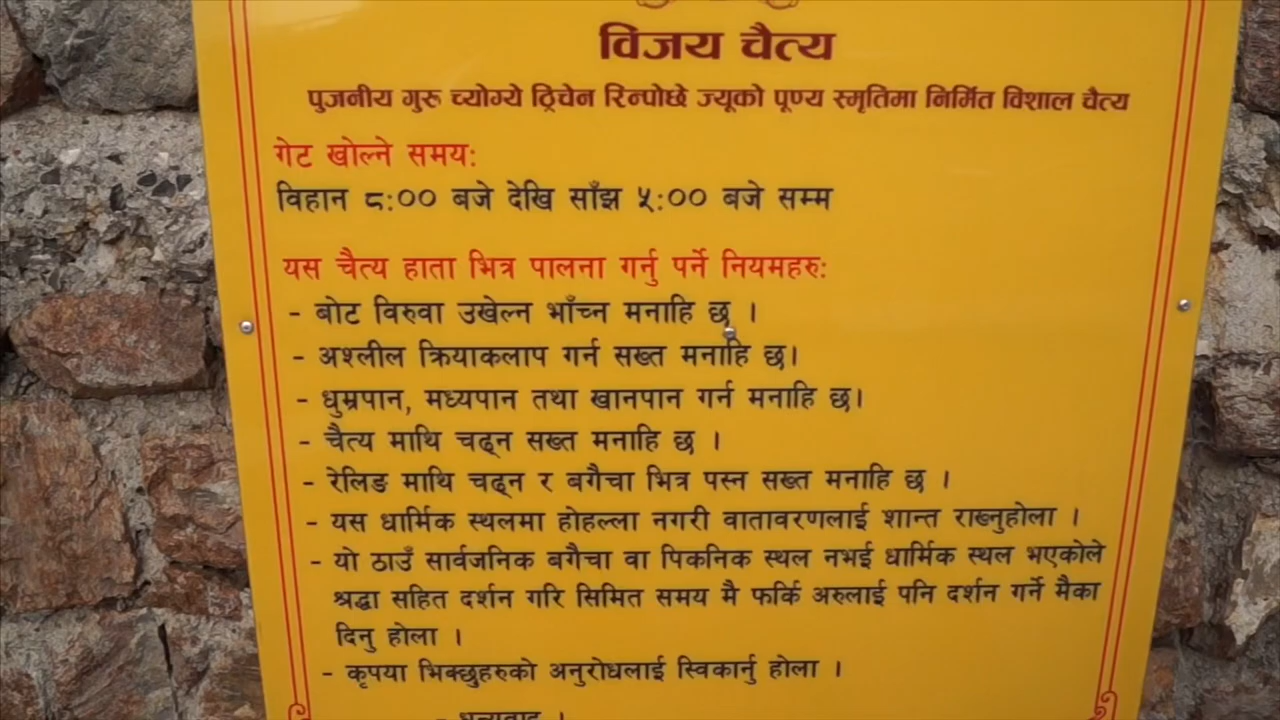 विजय चैत्य
पुजनीय गुरु च्योग्ये ट्रिचेन रिन्पोछे ज्यूको पूण्य स्मृतिमा निर्मित विशाल चैत्य
गेट खोल्ने समय:
विहान ८:०० बजे देखि साँझ ५:०० बजे सम्म
यस चैत्य हाता भित्र पालना गर्नु पर्ने नियमहरु:
- बोट विरुवा उखेल्न भाँच्न मनाहि छ ।
- अश्लील क्रियाकलाप गर्न सख्त मनाहि छ।
- धुम्रपान, मध्यपान तथा खानपान गर्न मनाहि छ।
- चैत्य माथि चढ्न सख्त मनाहि छ ।
- रेलिङ माथि चढ्न र बगैचा भित्र पस्न सख्त मनाहि छ ।
- यस धार्मिक स्थलमा होहल्ला नगरी वातावरणलाई शान्त राख्नुहोला ।
- यो ठाउँ सार्वजनिक बगैचा वा पिकनिक स्थल नभई धार्मिक स्थल भएकोले
श्रद्धा सहित दर्शन गरि सिमित समय मै फर्कि अरुलाई पनि दर्शन गर्ने मैका
दिनु होला ।
- कृपया भिक्छुहरुको अनुरोधलाई स्विकार्नु होला ।
- धन्यवाद ।